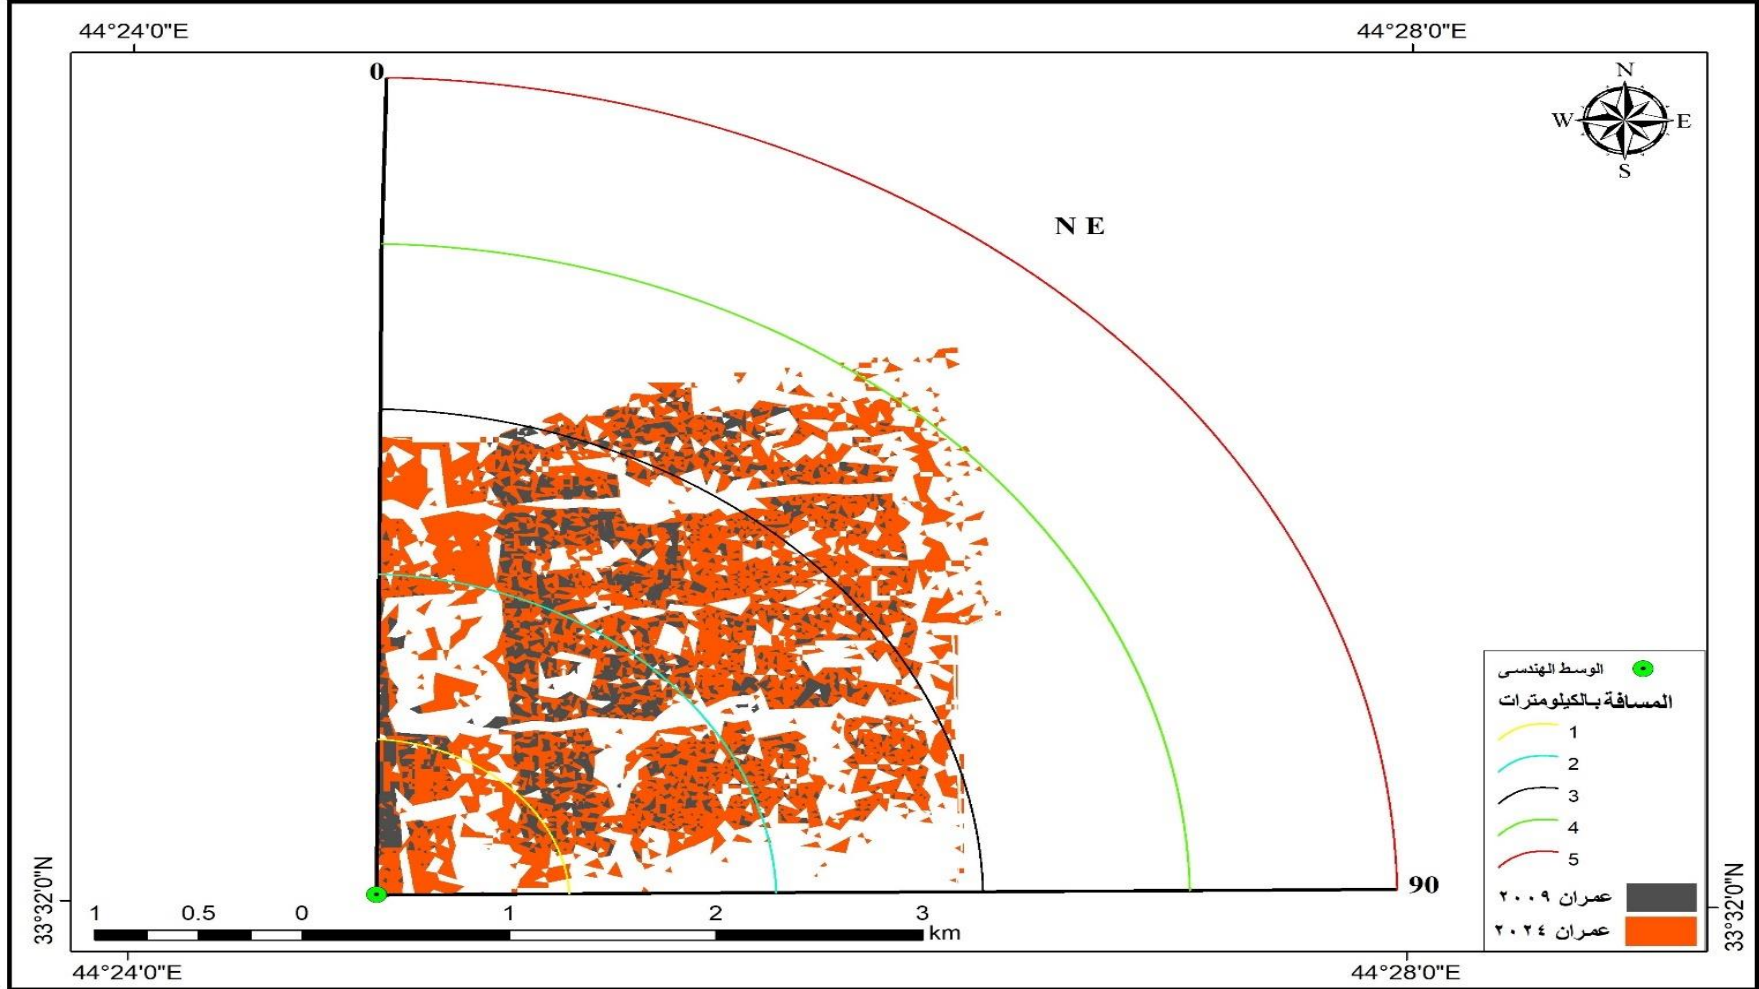 44°24'0"E
44°28'0"E
0
N
W
E
S
N E
الوسط الهندسى
المسافة بالكيلومترات
1
2
3
4
5
عمران ٢٠٠٩
عمران ٢٠٢٤
90
33°32'0"N
33°32'0"N
1 0.5 0 1 2 3
km
44°24'0"E
44°28'0"E